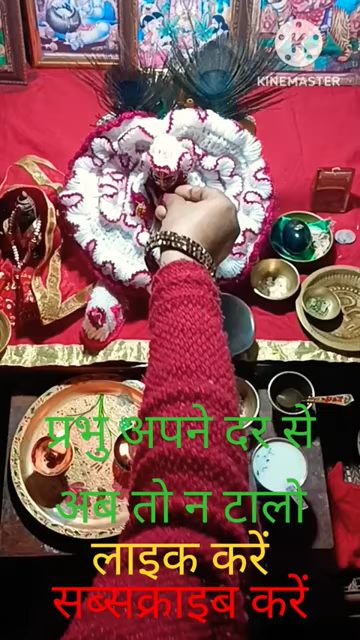 KINEMASTER
प्रभु अपने दर से
अब तो न टालो
लाइक करें
सब्सक्राइब करें